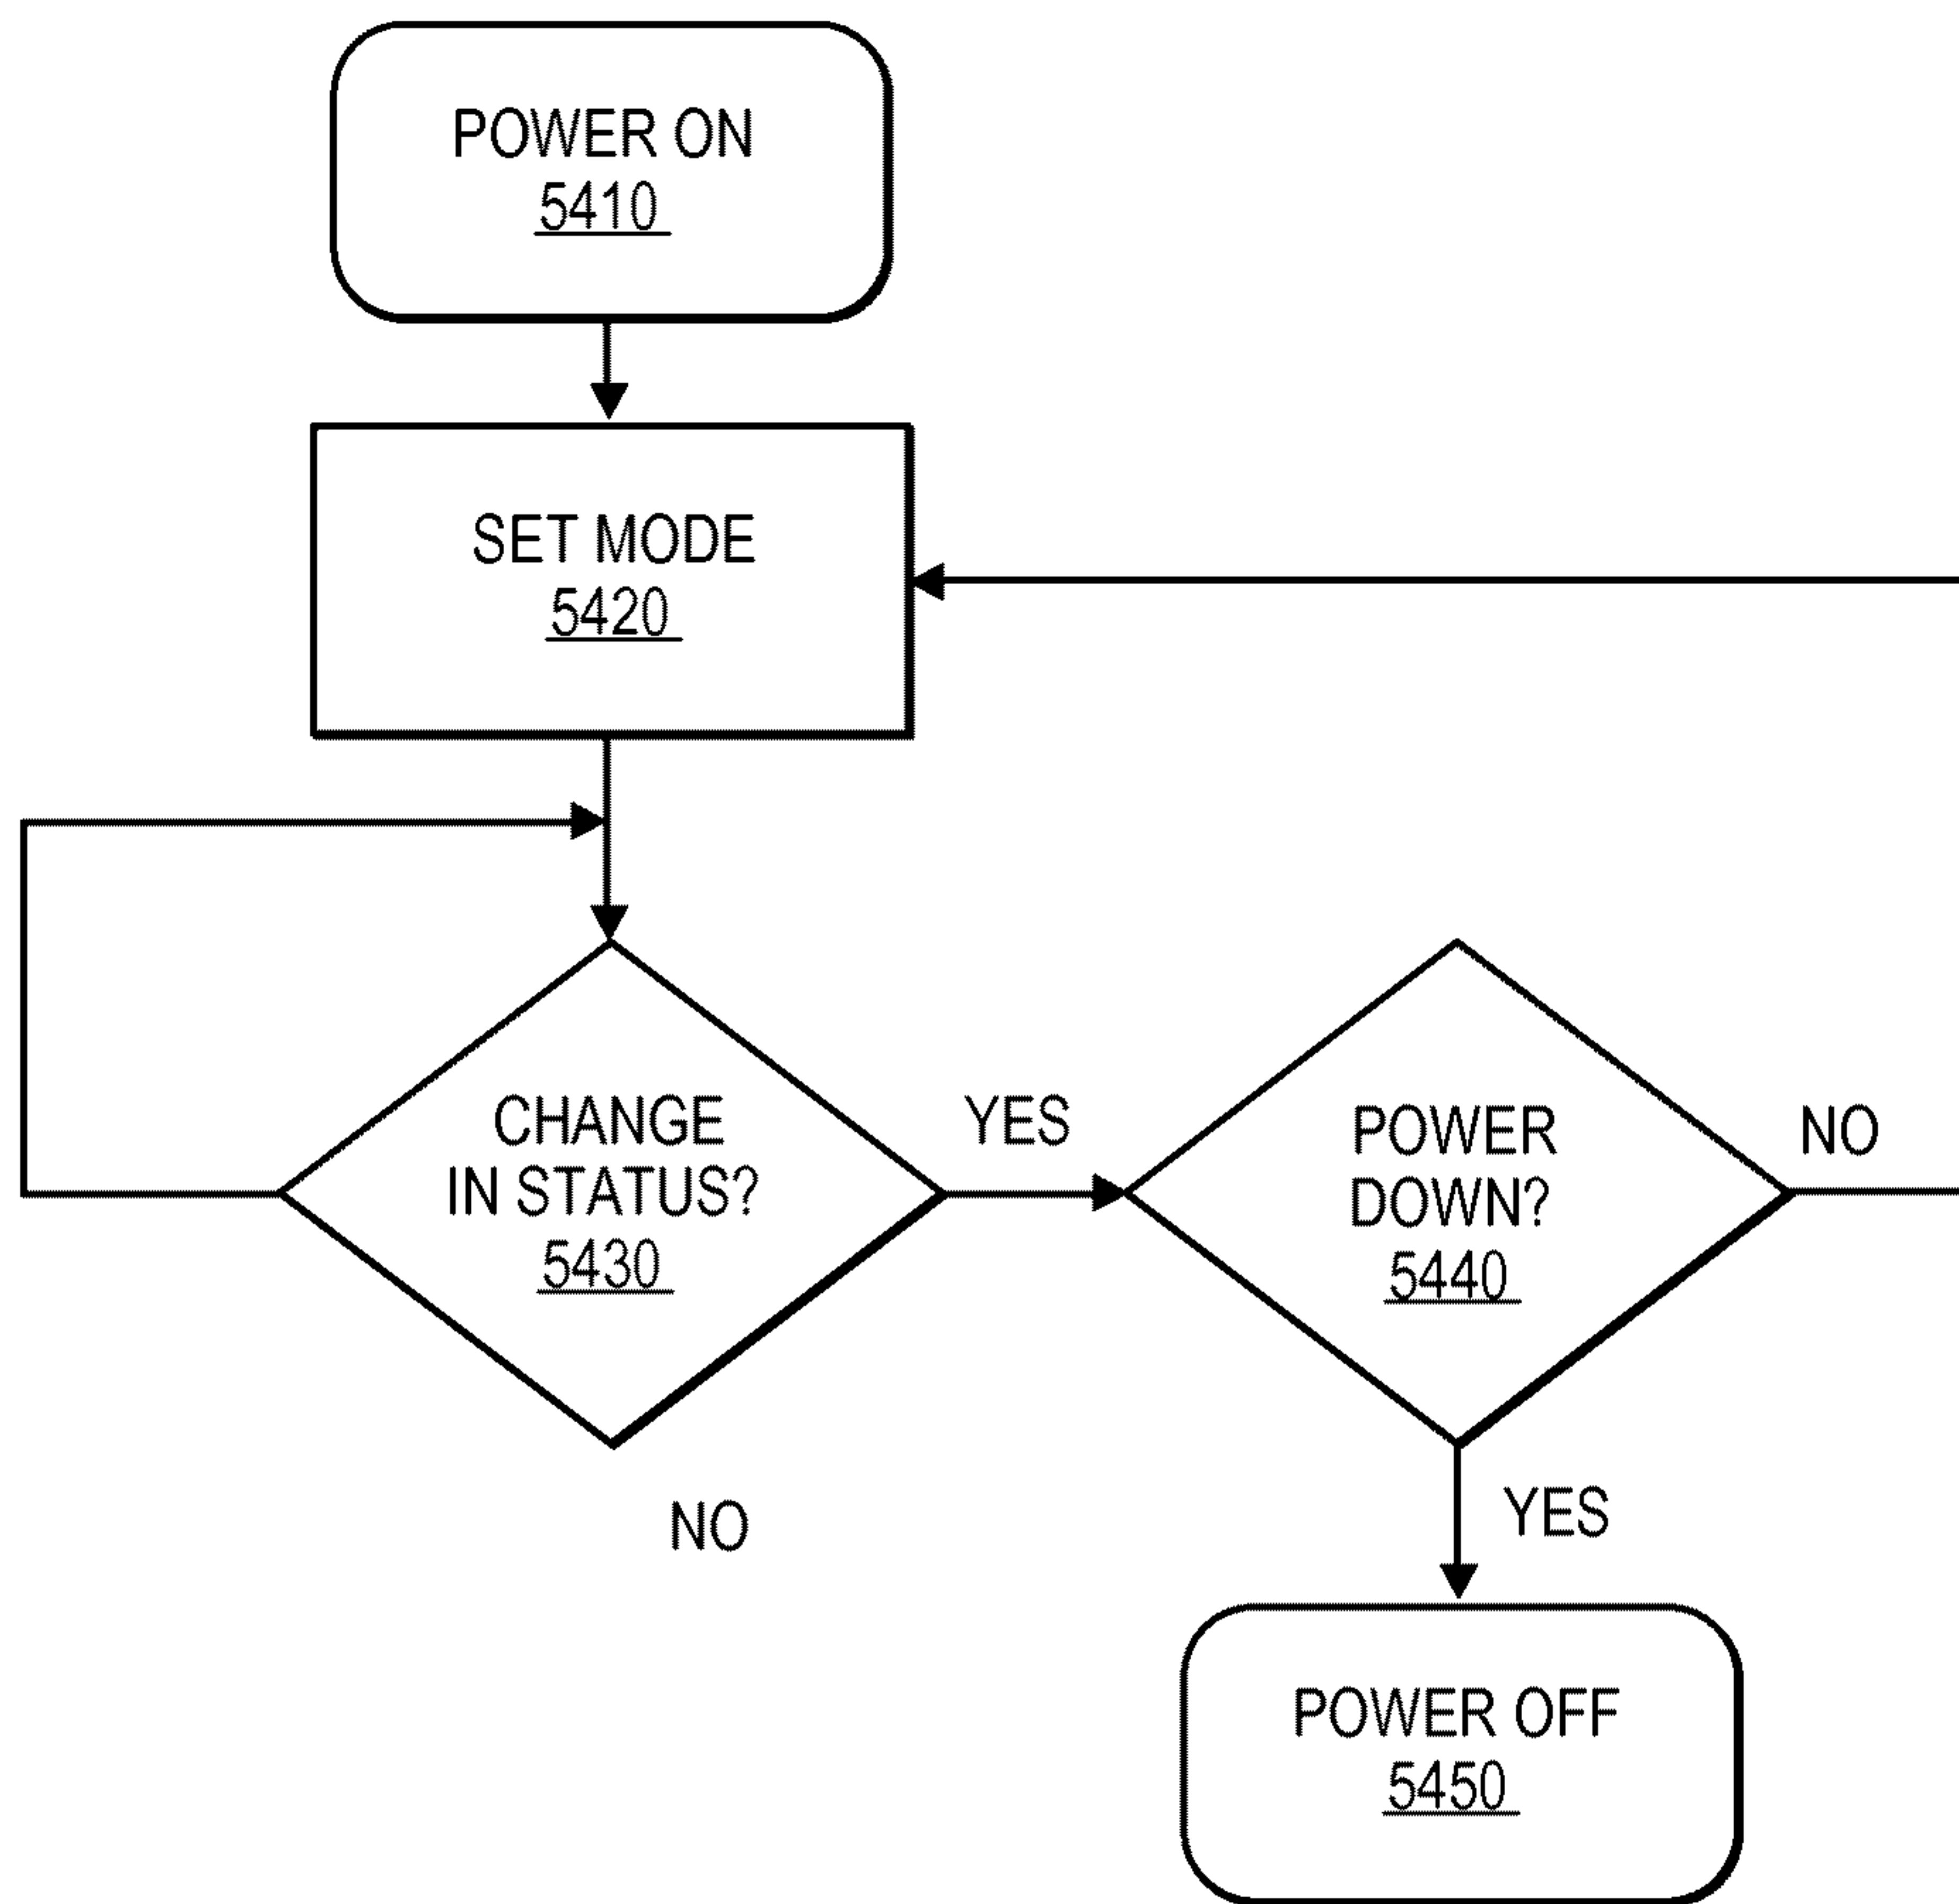 POWER ON
5410
SET MODE
5420
CHANGE
IN STATUS?
5430
YES
POWER
DOWN?
5440
NO
NO
YES
POWER OFF
5450